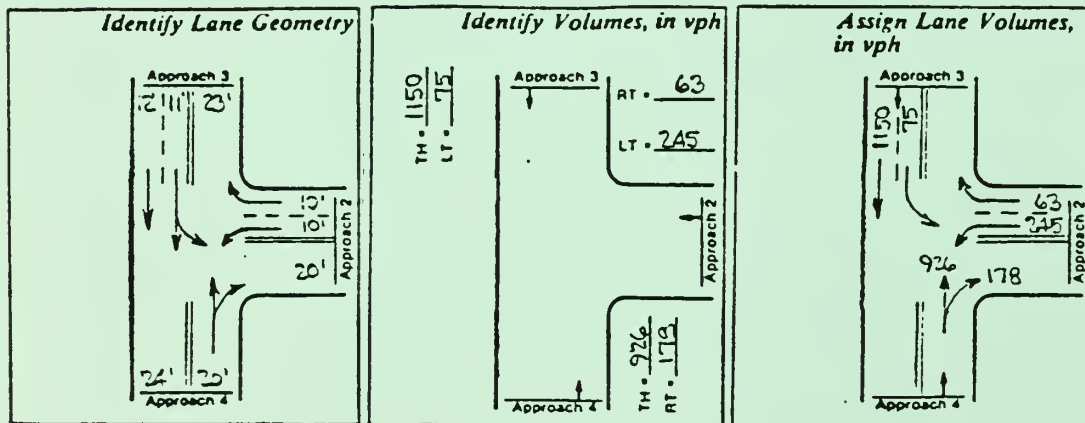 Identify Lane Geometry
Approach 3
12' 11' 23'
10'
10'
20'
Approach 2
24' 20'
Approach 4
Identify Volumes, in vph
TH = 1150
LT = 75
Approach 3
RT = 63
LT = 245
Approach 2
TH = 926
RT = 178
Approach 4
Assign Lane Volumes,
in vph
Approach 3
1150 75
63
245
Approach 2
926 178
Approach 4